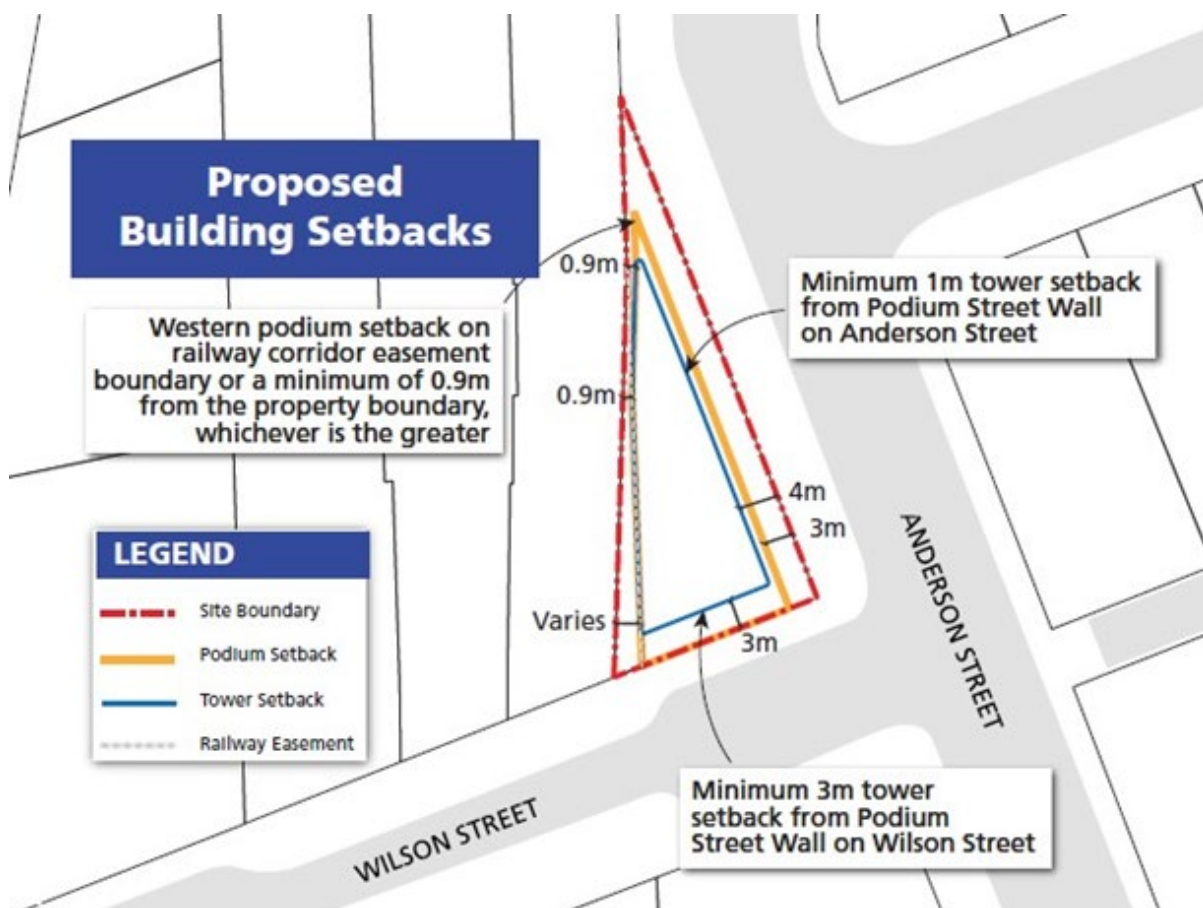 Proposed
Building Setbacks
0.9m
Western podium setback on
railway corridor easement
boundary or a minimum of 0.9m
from the property boundary,
whichever is the greater
0.9m
Minimum 1m tower setback
from Podium Street Wall
on Anderson Street
4m
3m
ANDERSON STREET
LEGEND
Site Boundary
Podium Setback
Tower Setback
Railway Easement
Varies
3m
Minimum 3m tower
setback from Podium
Street Wall on Wilson Street
WILSON STREET